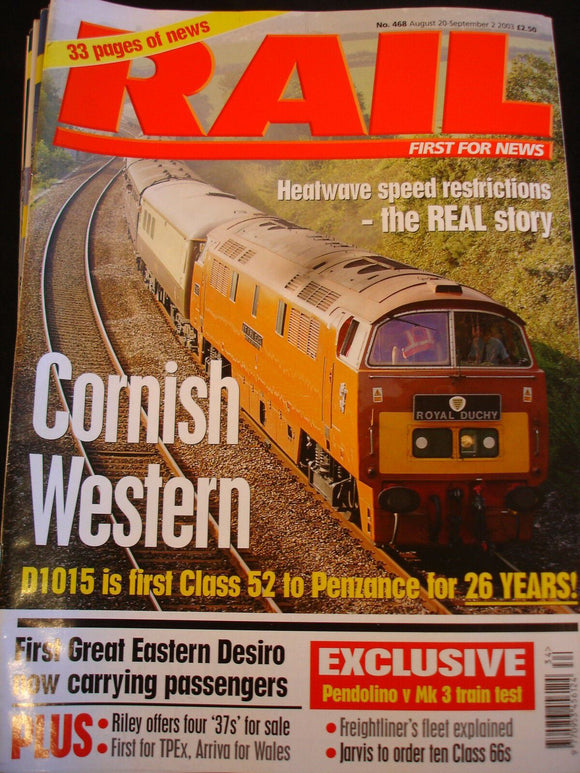 33 pages of news
No. 468 August 20-September 2 2003 £2.50
RAIL
FIRST FOR NEWS
Heatwave speed restrictions
- the REAL story
ROYAL DUCHY
Cornish
Western
D1015 is first Class 52 to Penzance for 26 YEARS!
First Great Eastern Desiro
now carrying passengers
PLUS
• Riley offers four '37s' for sale
• First for TPEx, Arriva for Wales
EXCLUSIVE
Pendolino v Mk 3 train test
• Freightliner's fleet explained
• Jarvis to order ten Class 66s
34>